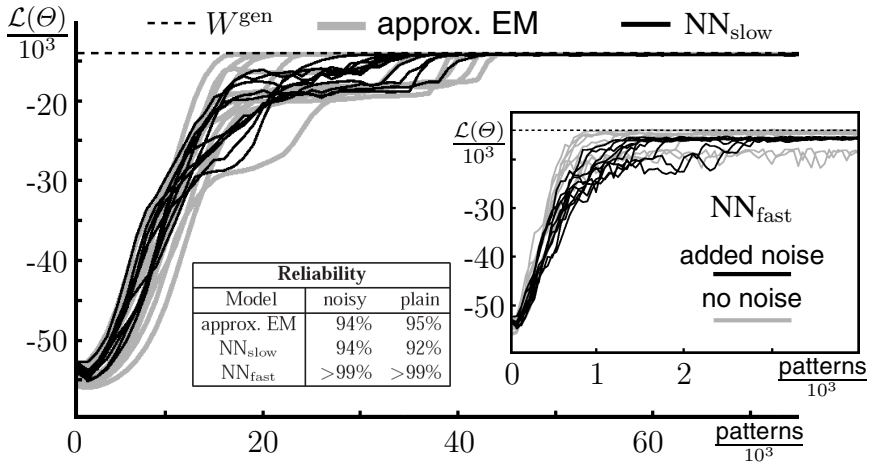 ℒ(Θ)
10³
W^gen
approx. EM
NN_slow
-20
-30
-40
-50
0
20
40
60
patterns
10³
Reliability
Model noisy plain
approx. EM 94% 95%
NN_slow 94% 92%
NN_fast >99% >99%
ℒ(Θ)
10³
-30
-40
-50
NN_fast
added noise
no noise
0
1
2
patterns
10³